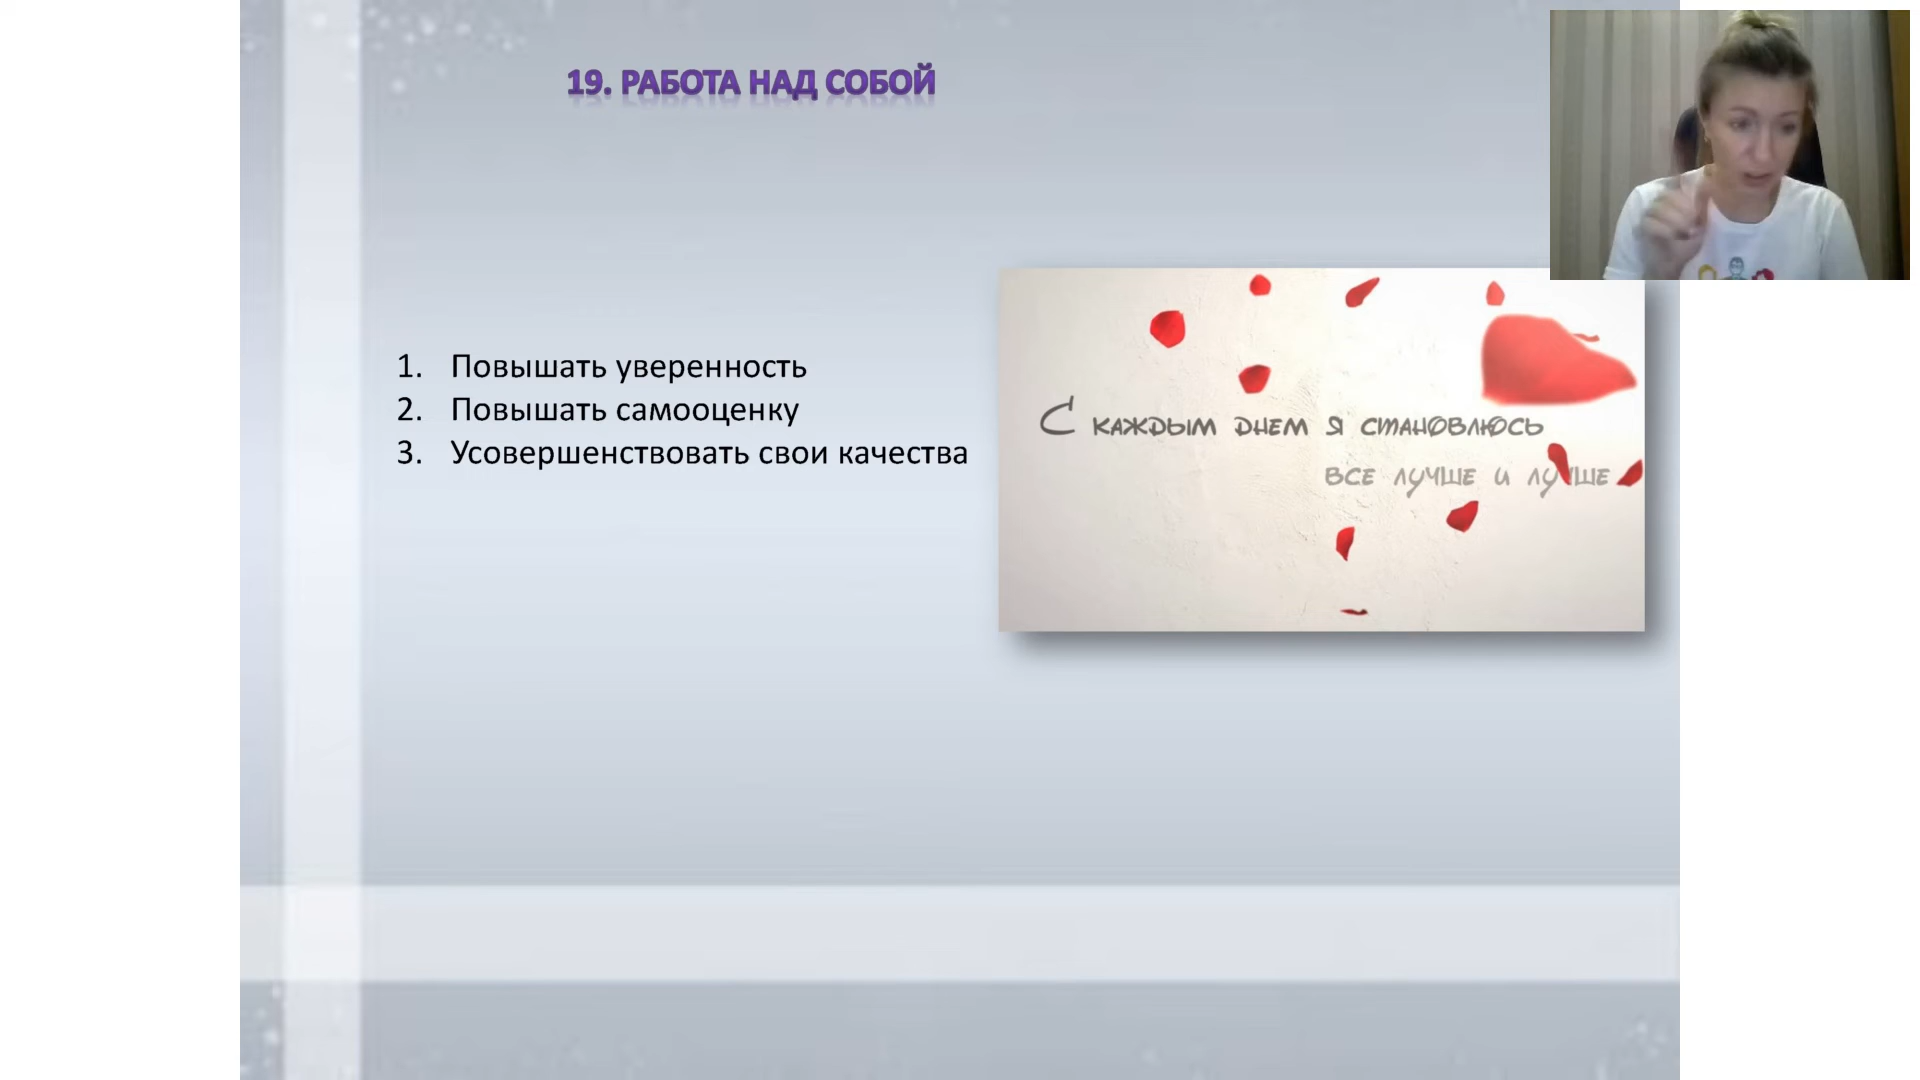 19. РАБОТА НАД СОБОЙ
1. Повышать уверенность
2. Повышать самооценку
3. Усовершенствовать свои качества
С каждым днем я становлюсь
все лучше и лучше